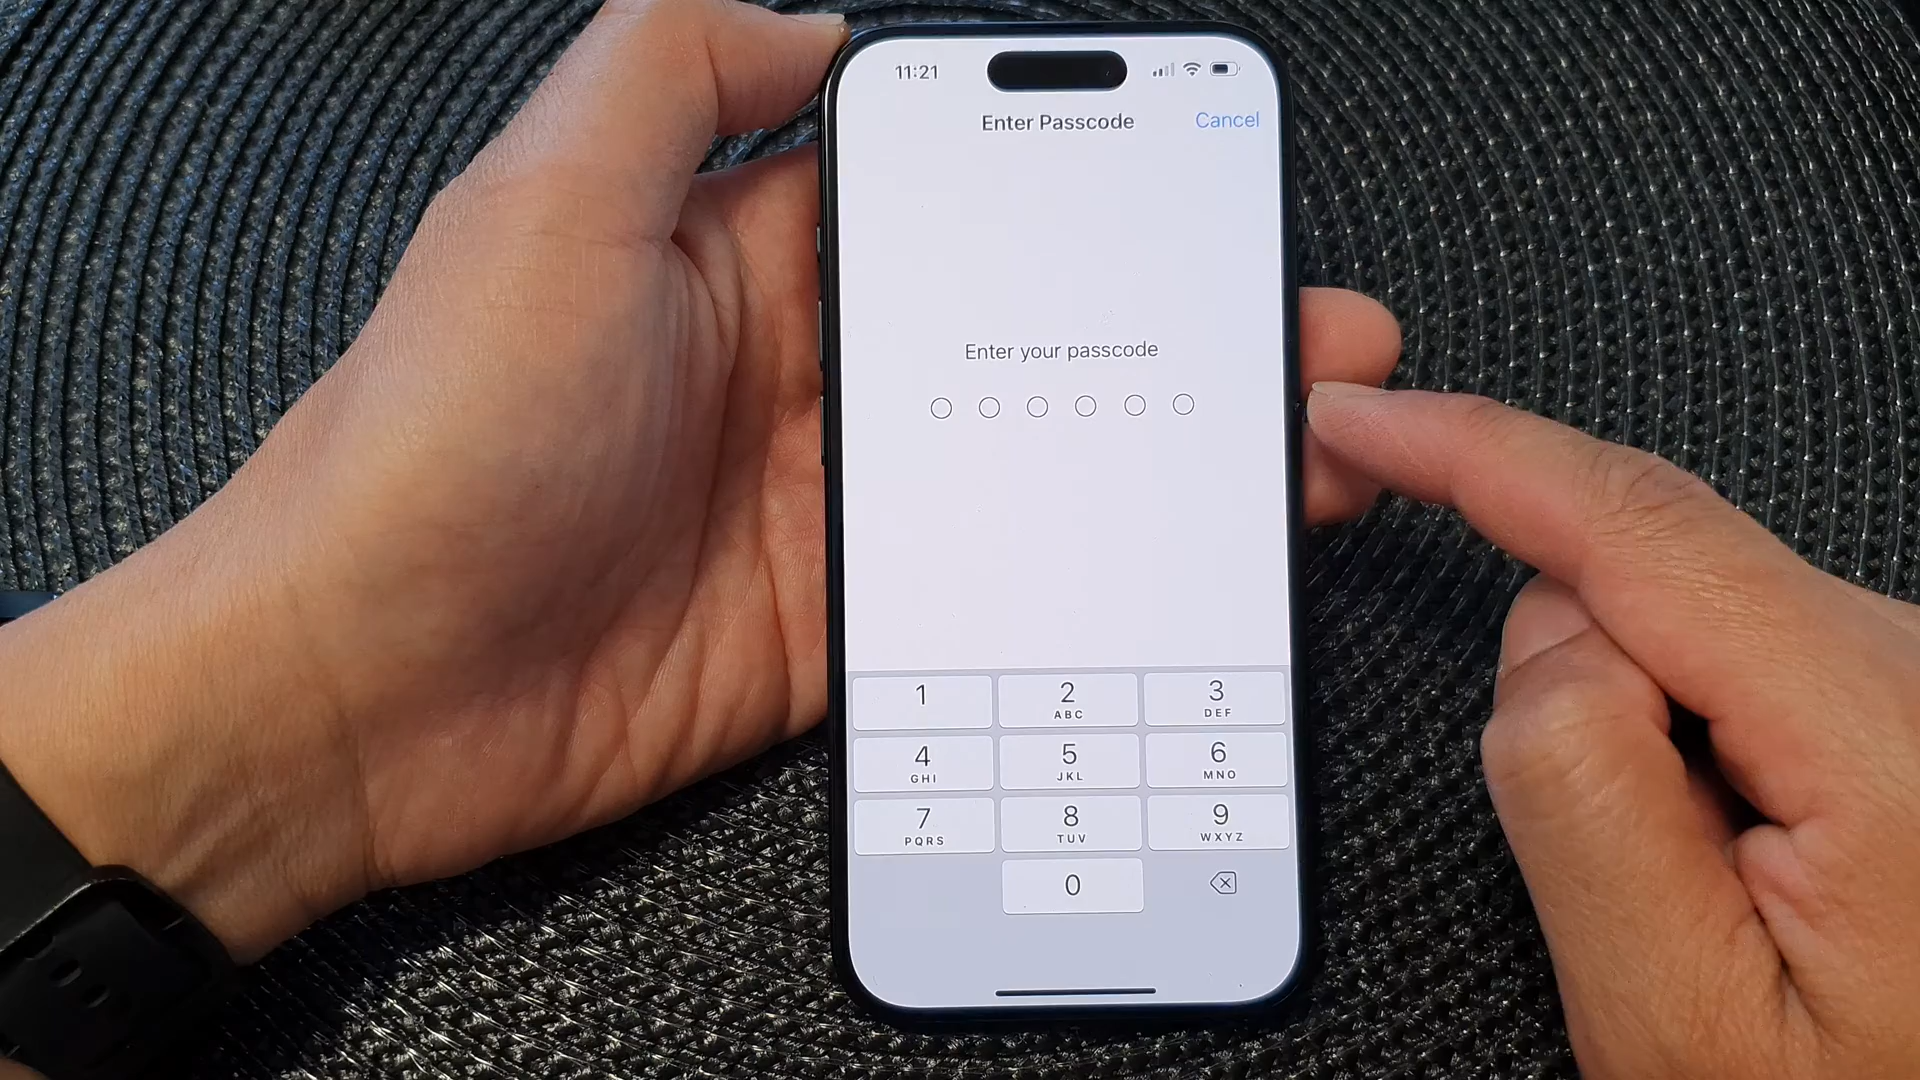 11:21
Enter Passcode
Cancel
Enter your passcode
1
2
ABC
3
DEF
4
GHI
5
JKL
6
MNO
7
PQRS
8
TUV
9
WXYZ
0